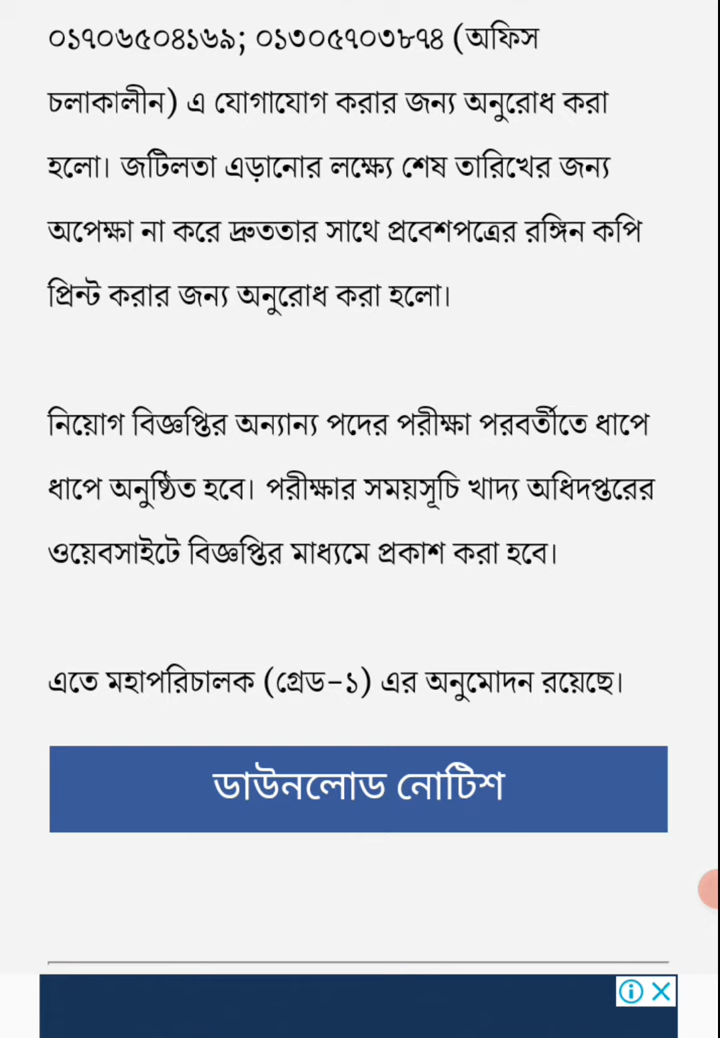 ০১৭০৬৫০৪১৬৯; ০১৩০৫৭০৩৮৭৪ (অফিস
চলাকালীন) এ যোগাযোগ করার জন্য অনুরোধ করা
হলো। জটিলতা এড়ানোর লক্ষ্যে শেষ তারিখের জন্য
অপেক্ষা না করে দ্রুততার সাথে প্রবেশপত্রের রঙ্গিন কপি
প্রিন্ট করার জন্য অনুরোধ করা হলো।
নিয়োগ বিজ্ঞপ্তির অন্যান্য পদের পরীক্ষা পরবর্তীতে ধাপে
ধাপে অনুষ্ঠিত হবে। পরীক্ষার সময়সূচি খাদ্য অধিদপ্তরের
ওয়েবসাইটে বিজ্ঞপ্তির মাধ্যমে প্রকাশ করা হবে।
এতে মহাপরিচালক (গ্রেড-১) এর অনুমোদন রয়েছে।
ডাউনলোড নোটিশ